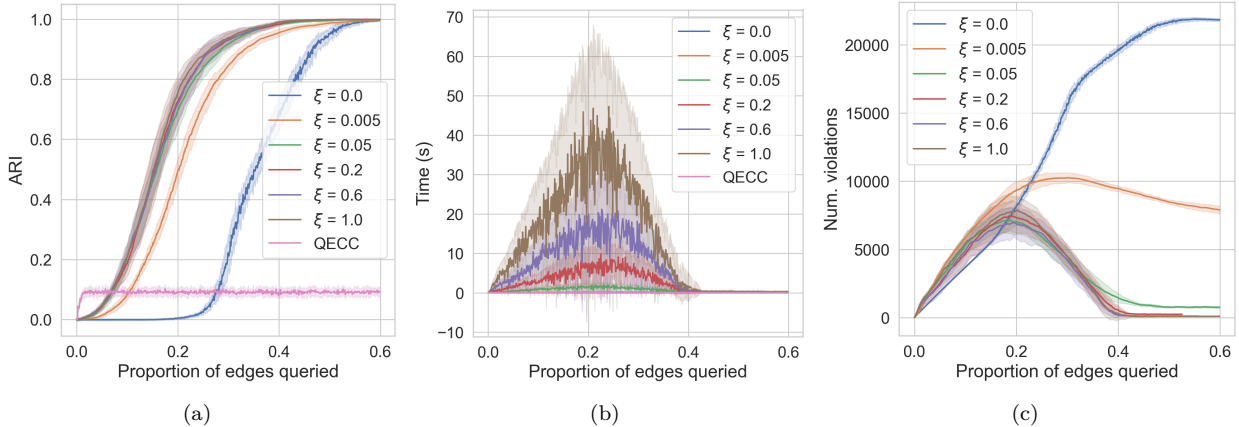 1.0
0.8
0.6
0.4
0.2
0.0
ARI
ξ = 0.0
ξ = 0.005
ξ = 0.05
ξ = 0.2
ξ = 0.6
ξ = 1.0
QECC
0.0 0.2 0.4 0.6
Proportion of edges queried
(a)
70
60
50
40
30
20
10
0
−10
Time (s)
ξ = 0.0
ξ = 0.005
ξ = 0.05
ξ = 0.2
ξ = 0.6
ξ = 1.0
QECC
0.0 0.2 0.4 0.6
Proportion of edges queried
(b)
20000
15000
10000
5000
0
Num. violations
ξ = 0.0
ξ = 0.005
ξ = 0.05
ξ = 0.2
ξ = 0.6
ξ = 1.0
0.0 0.2 0.4 0.6
Proportion of edges queried
(c)